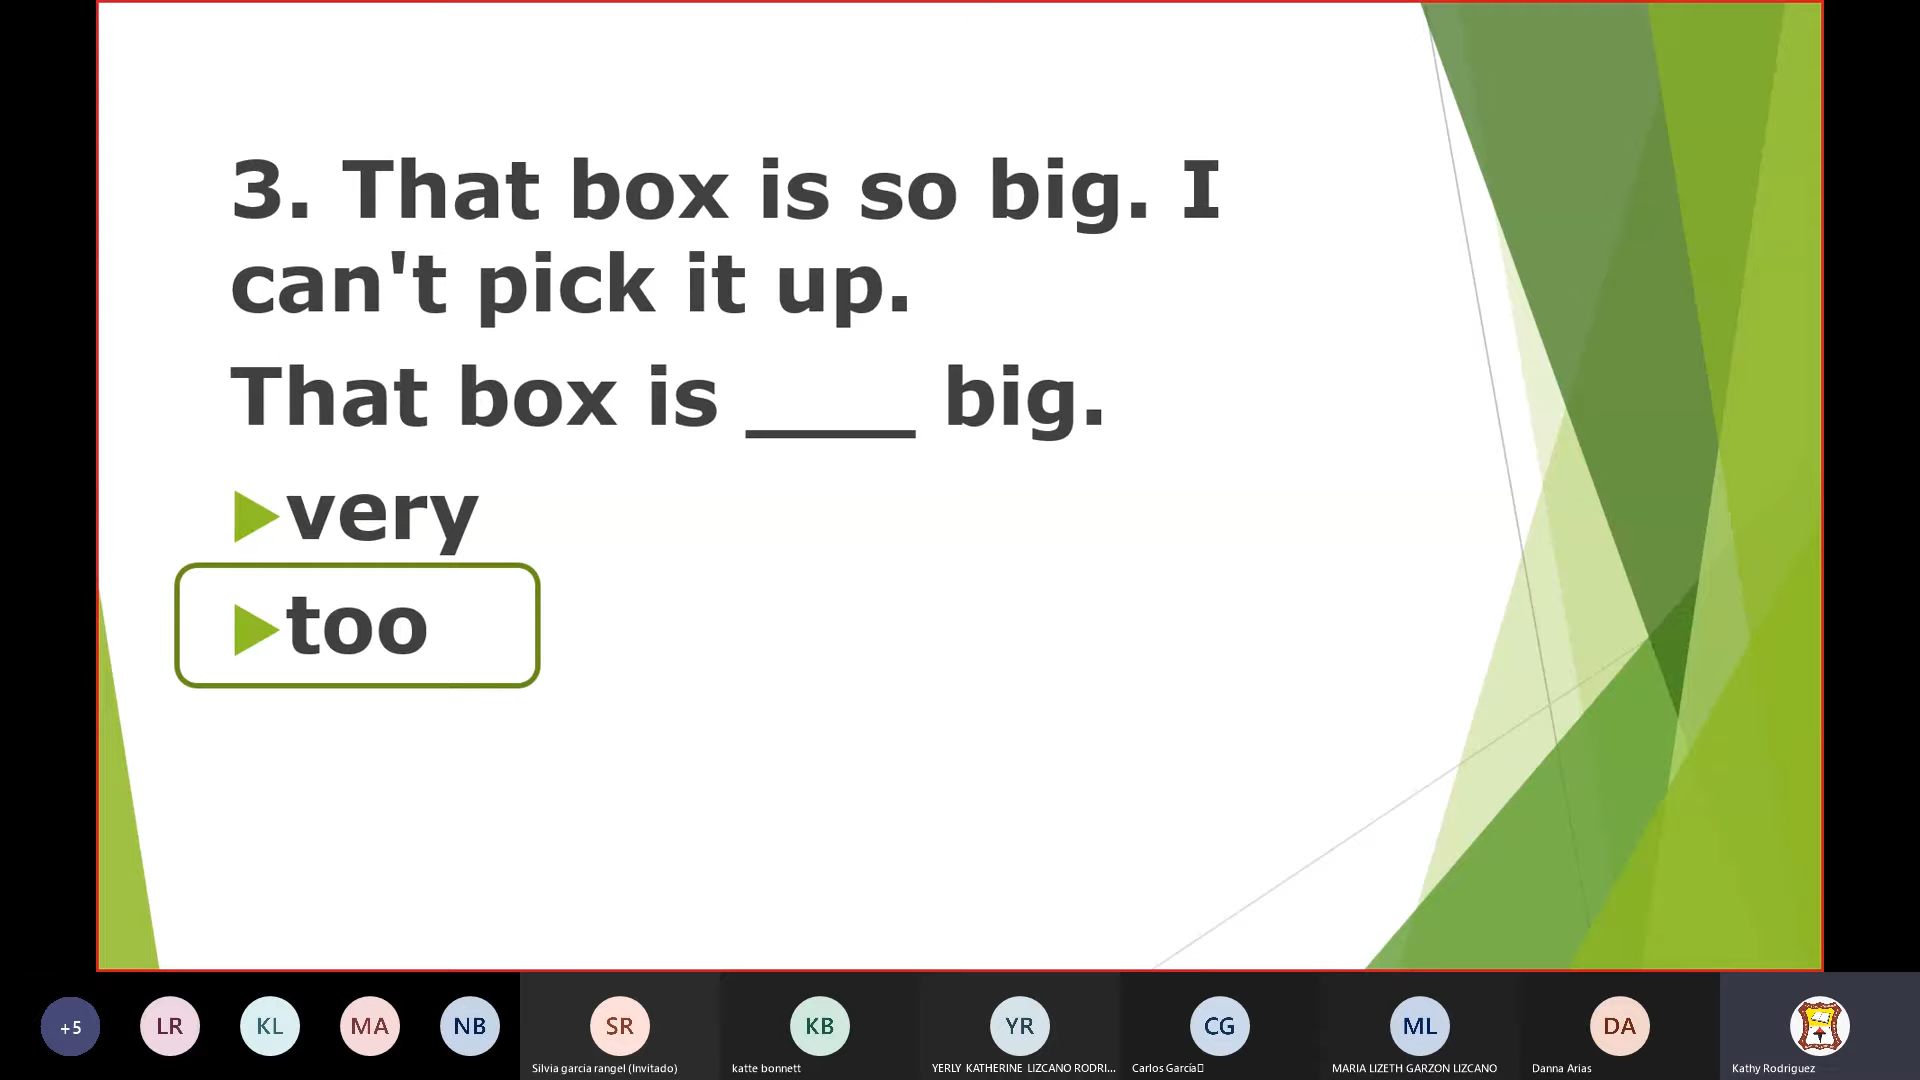 3. That box is so big. I
can't pick it up.
That box is ___ big.
very
too
+5
LR
KL
MA
NB
SR
KB
YR
CG
ML
DA
Silvia garcia rangel (Invitado)
katte bonnett
YERLY KATHERINE LIZCANO RODRI...
Carlos García
MARIA LIZETH GARZON LIZCANO
Danna Arias
Kathy Rodriguez